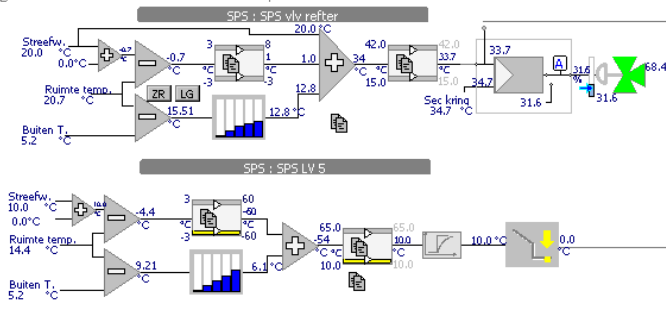 SPS : SPS vlv refter
20.0 °C
Streefw.
20.0 °C
0.0°C
-0.7
-0.7
°C
3
°C
-3
8
1
°C
-3
1.0
34
°C
42.0
°C
15.0
42.0
33.7
°C
15.0
33.7
34.7
A
31.6
%
31.6
31.6
68.4
Sec kring
34.7 °C
Ruimte temp.
20.7 °C
ZR
LG
15.51
°C
12.8 °C
12.8
Buiten T.
5.2 °C
SPS : SPS LV 5
Streefw.
10.0 °C
0.0°C
10.0
-4.4
°C
3
°C
-3
60
-60
°C
-60
-54
°C
65.0
°C
10.0
65.0
10.0
°C
10.0
10.0 °C
0.0
°C
Ruimte temp.
14.4 °C
9.21
°C
6.1 °C
Buiten T.
5.2 °C